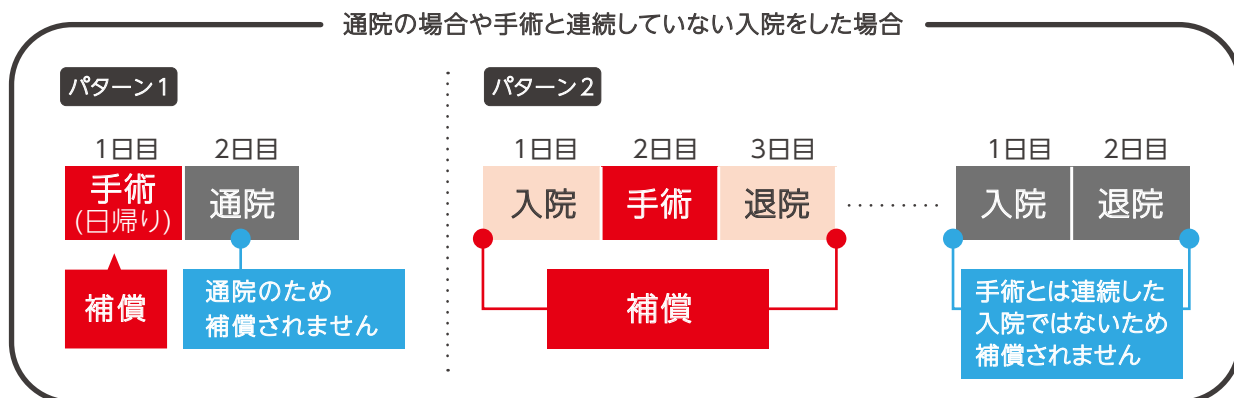 通院の場合や手術と連続していない入院をした場合
パターン1
1日目
2日目
手術
(日帰り)
通院
補償
通院のため
補償されません
パターン2
1日目
2日目
3日目
入院
手術
退院
補償
1日目
2日目
入院
退院
手術とは連続した
入院ではないため
補償されません